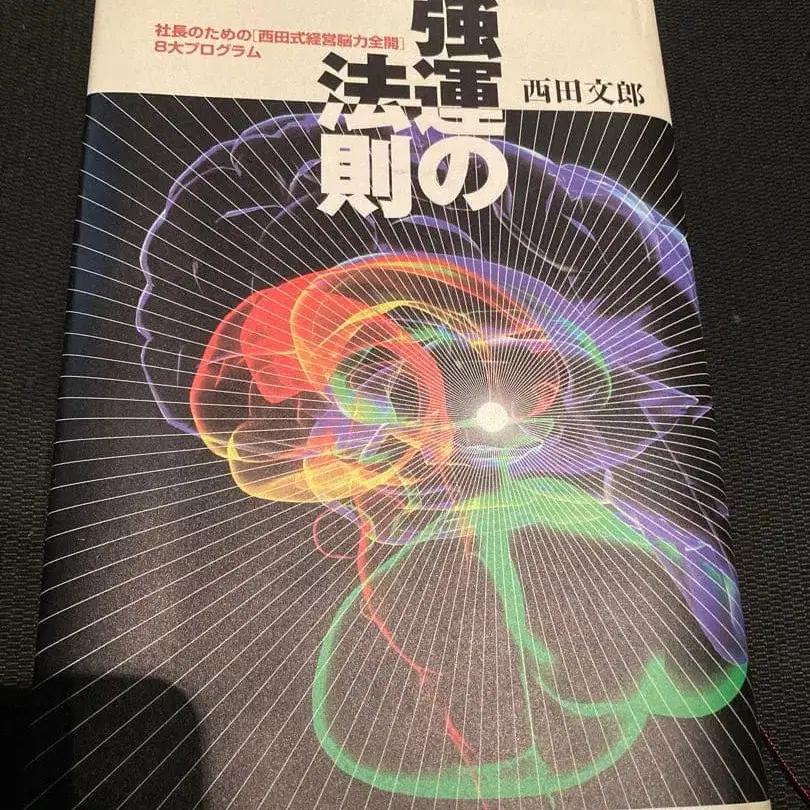 社長のための[西田式経営脳力全開]
8大プログラム
強運の
法則
西田文郎